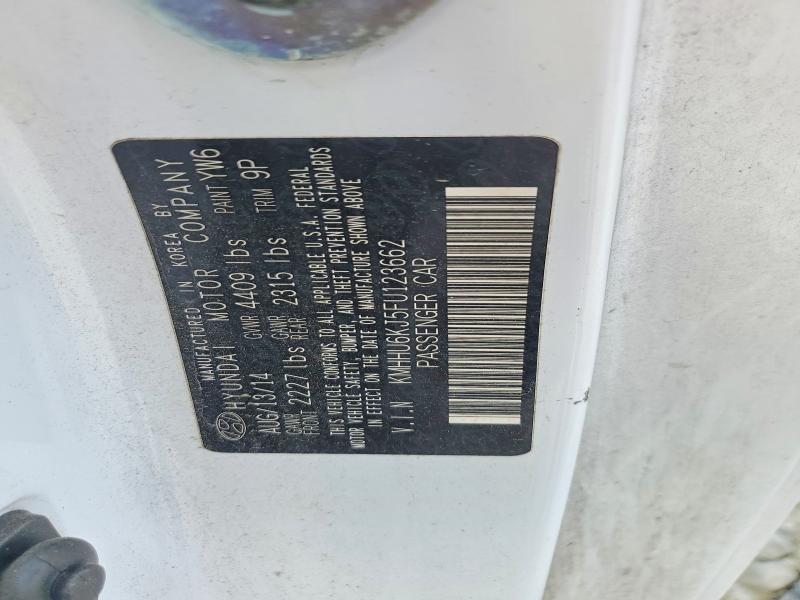 MANUFACTURED IN KOREA BY
HYUNDAI MOTOR COMPANY
AUG/13/14 GVWR 4409 lbs PAINT YW6
GAWR FRONT 2227 lbs GAWR REAR 2315 lbs TRIM 9P
THIS VEHICLE CONFORMS TO ALL APPLICABLE U.S.A. FEDERAL
MOTOR VEHICLE SAFETY, BUMPER, AND THEFT PREVENTION STANDARDS
IN EFFECT ON THE DATE OF MANUFACTURE SHOWN ABOVE
V.I.N KMHHU6KJ5FU123662
PASSENGER CAR